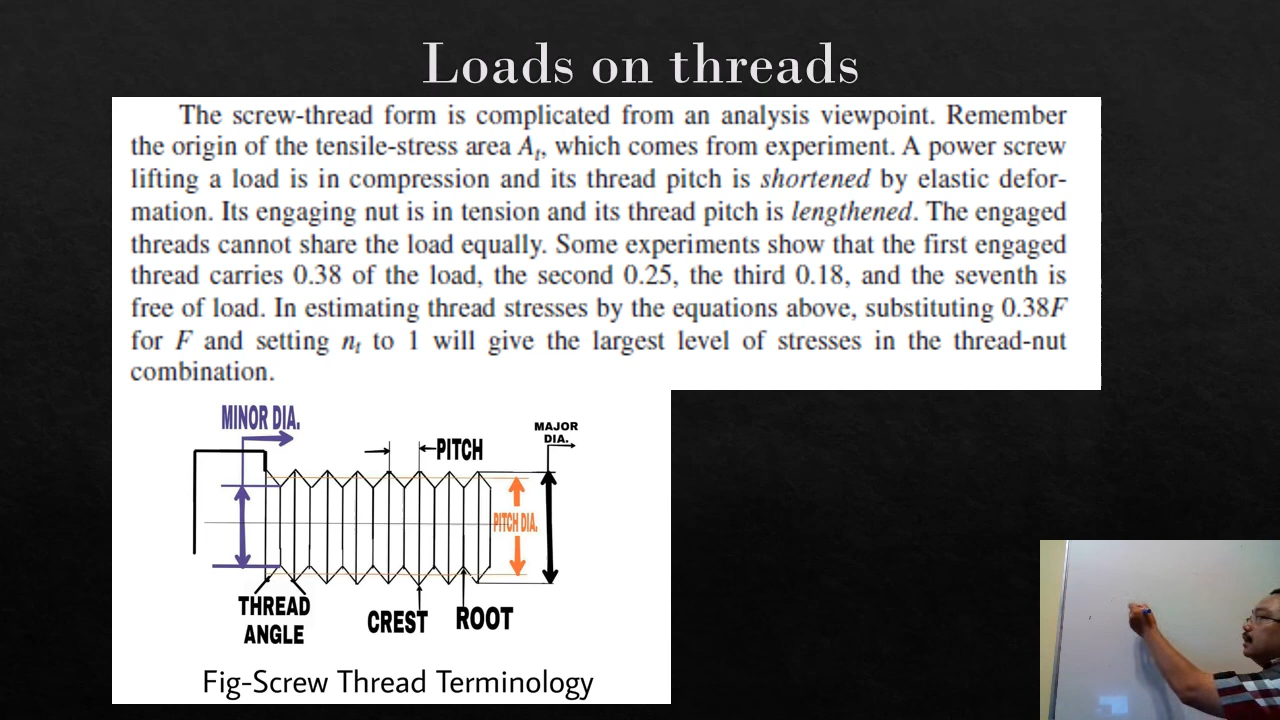 Loads on threads
The screw-thread form is complicated from an analysis viewpoint. Remember
the origin of the tensile-stress area At, which comes from experiment. A power screw
lifting a load is in compression and its thread pitch is shortened by elastic defor-
mation. Its engaging nut is in tension and its thread pitch is lengthened. The engaged
threads cannot share the load equally. Some experiments show that the first engaged
thread carries 0.38 of the load, the second 0.25, the third 0.18, and the seventh is
free of load. In estimating thread stresses by the equations above, substituting 0.38F
for F and setting nt to 1 will give the largest level of stresses in the thread-nut
combination.
MINOR DIA.
PITCH
MAJOR
DIA.
PITCH DIA.
THREAD
ANGLE
CREST
ROOT
Fig-Screw Thread Terminology